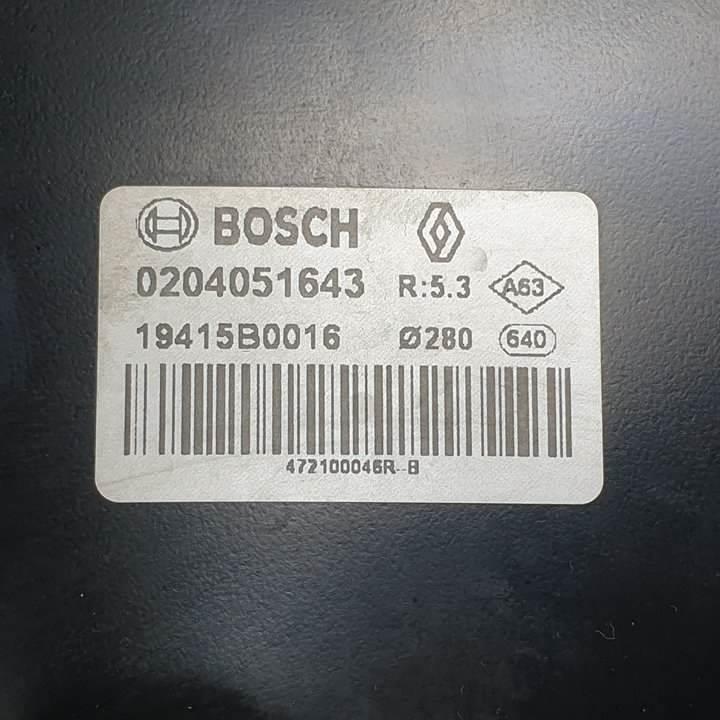 BOSCH
0204051643 R:5.3 A63
19415B0016 Ø280 640
472100046R--B